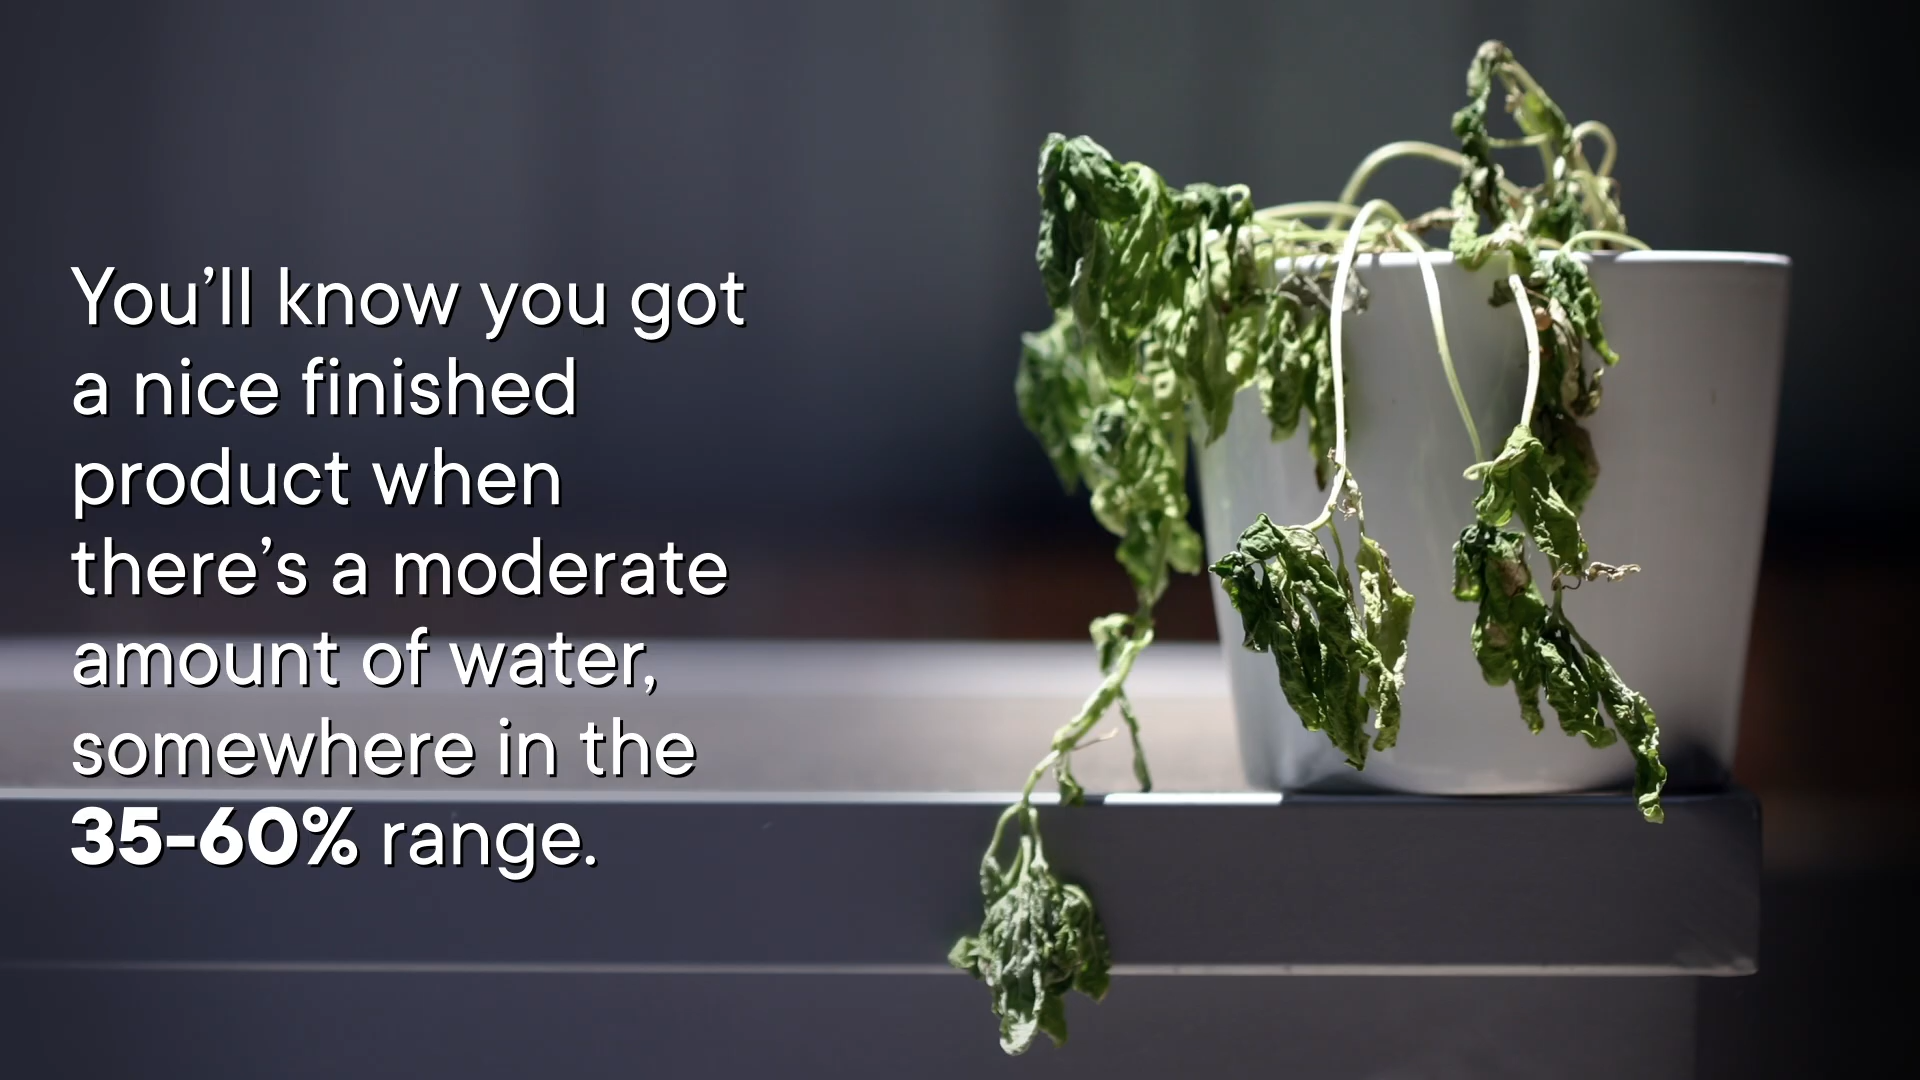 You’ll know you got
a nice finished
product when
there’s a moderate
amount of water,
somewhere in the
35-60% range.